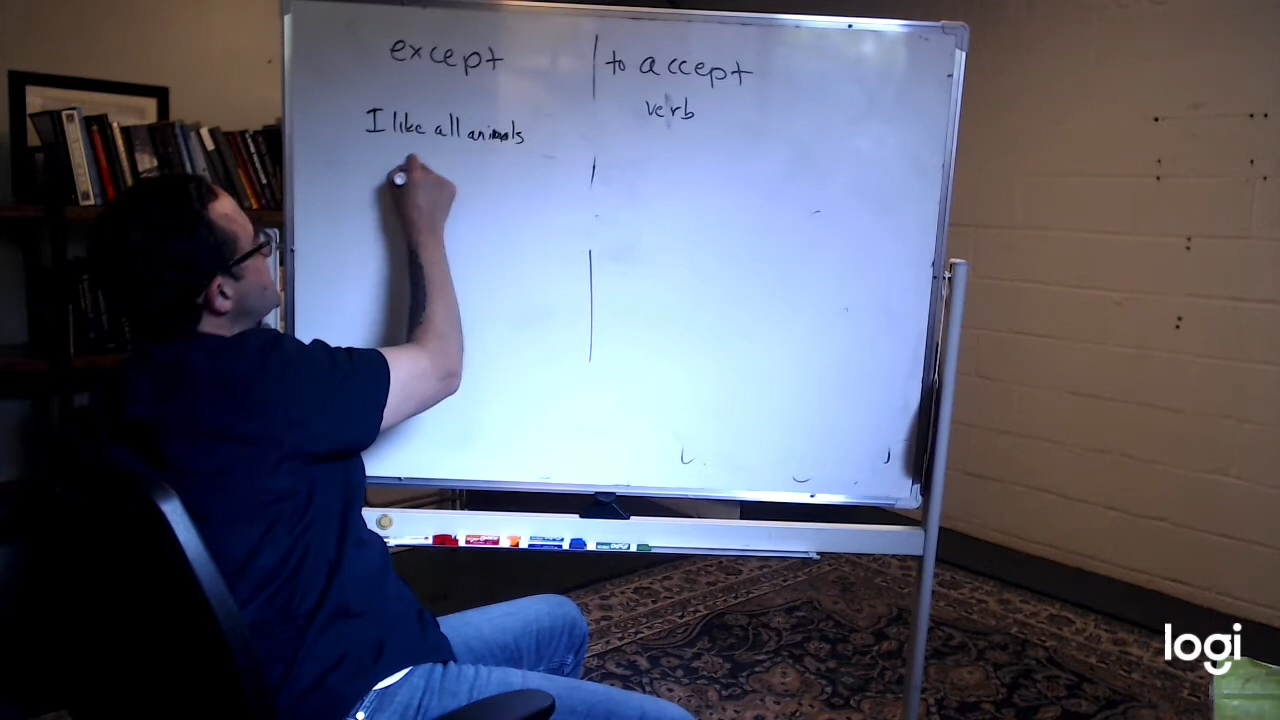 except
to accept
verb
I like all animals
logi